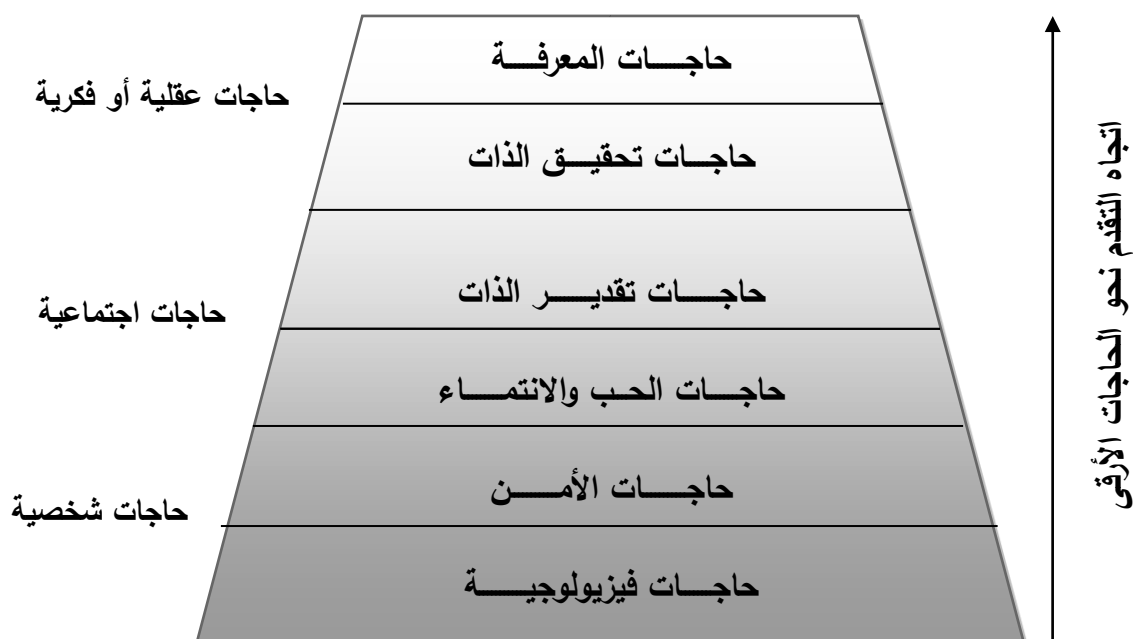 حاجات المعرفة
حاجات عقلية أو فكرية
حاجات تحقيق الذات
حاجات تقدير الذات
حاجات اجتماعية
حاجات الحب والانتماء
حاجات الأمن
حاجات شخصية
حاجات فيزيولوجية
اتجاه التقدم نحو الحاجات الأرقى